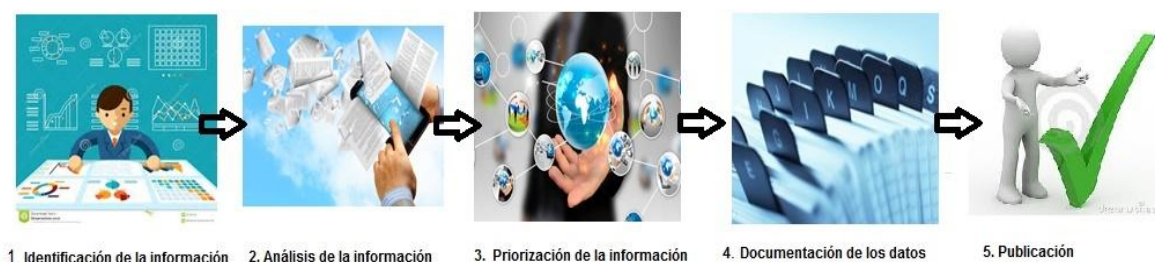 1 Identificación de la información
2. Análisis de la información
3. Priorización de la información
4. Documentación de los datos
5. Publicación
E
G
I
K
M
O
Q
S